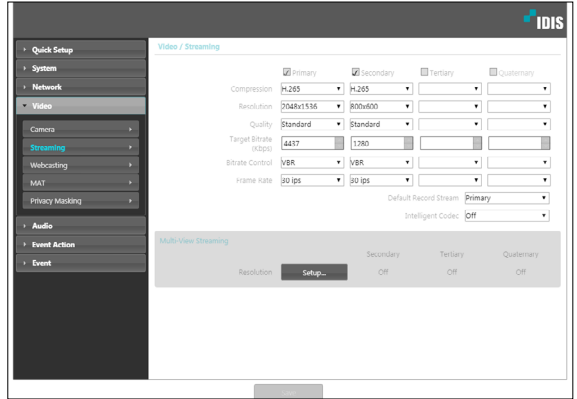 IDIS
Quick Setup
System
Network
Video
Camera
Streaming
Webcasting
MAT
Privacy Masking
Audio
Event Action
Event
Video / Streaming
Primary Secondary Tertiary Quaternary
Compression H.265 H.265
Resolution 2048x1536 800x600
Quality Standard Standard
Target Bitrate
(Kbps) 4437 1280
Bitrate Control VBR VBR
Frame Rate 30 ips 30 ips
Default Record Stream Primary
Intelligent Codec Off
Multi-View Streaming
Secondary Tertiary Quaternary
Resolution Setup... Off Off Off